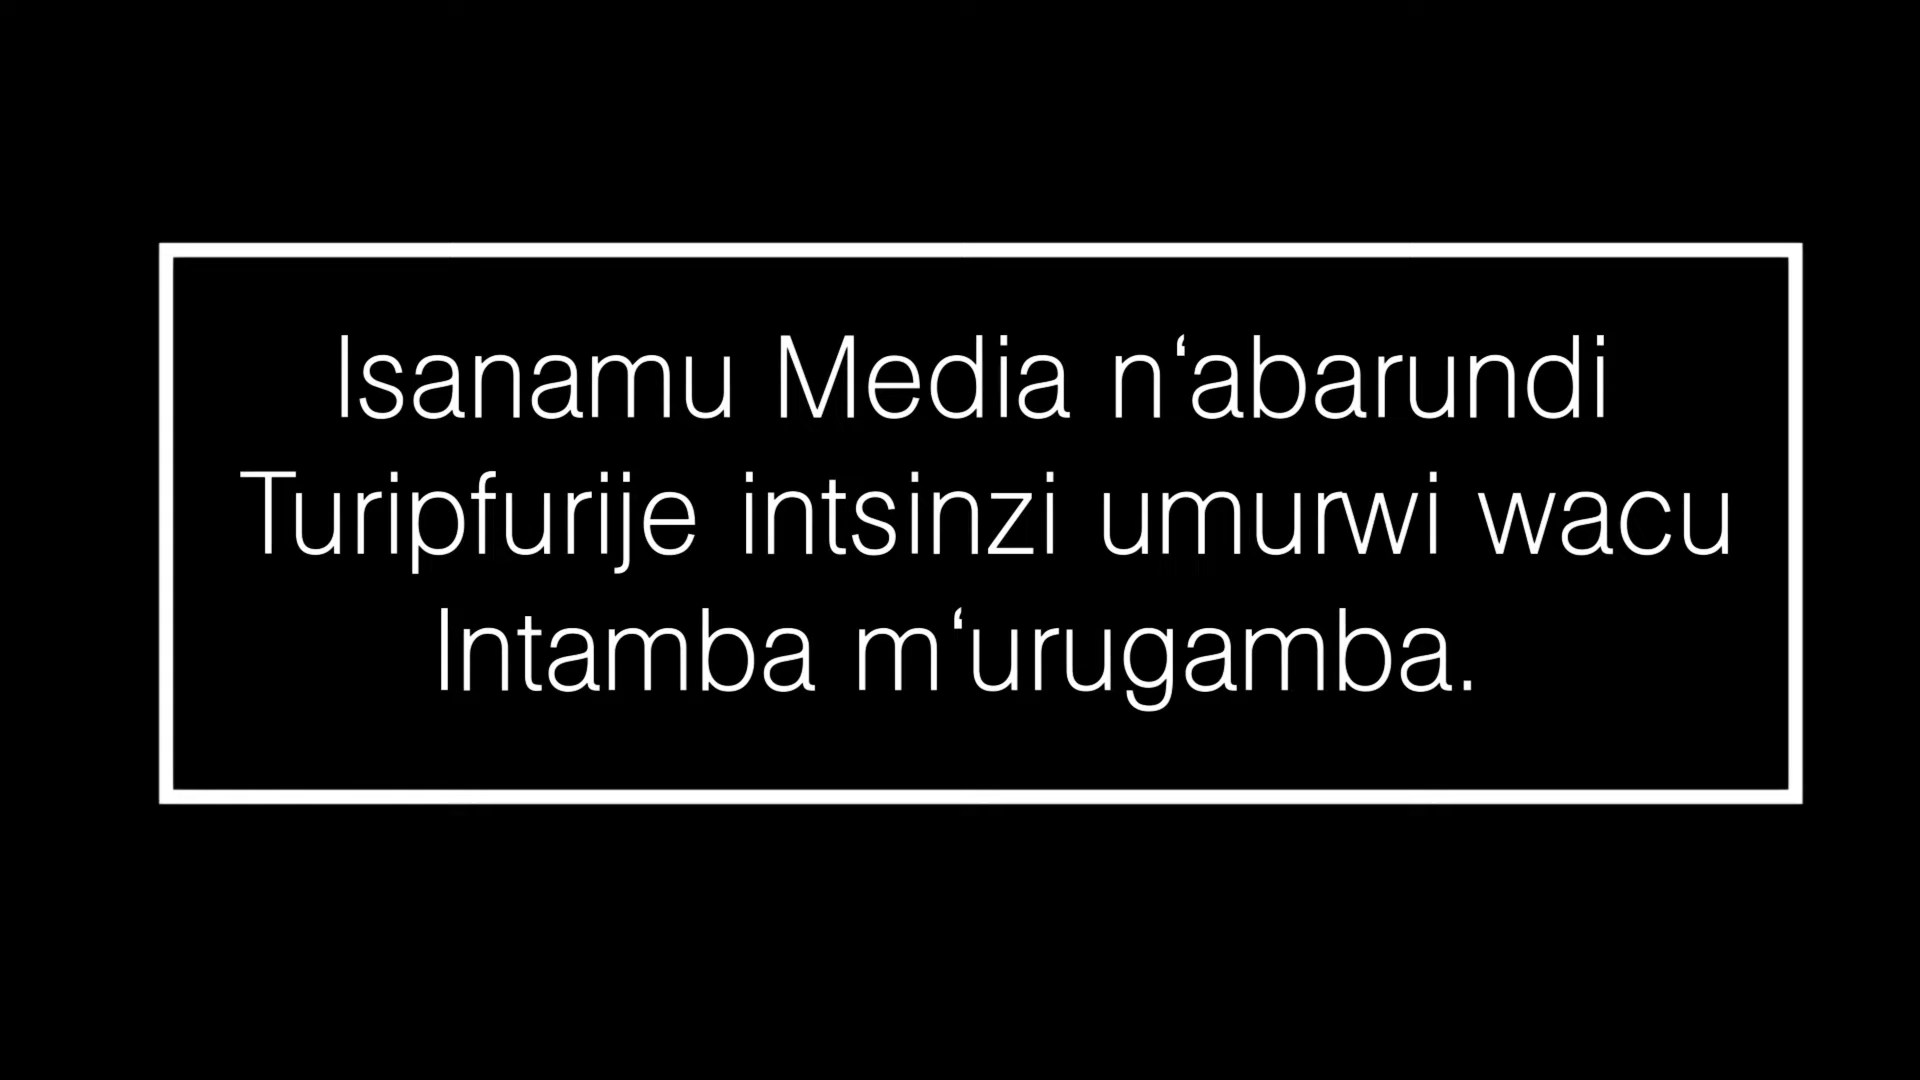 Isanamu Media n‘abarundi
Turipfurije intsinzi umurwi wacu
Intamba m‘urugamba.